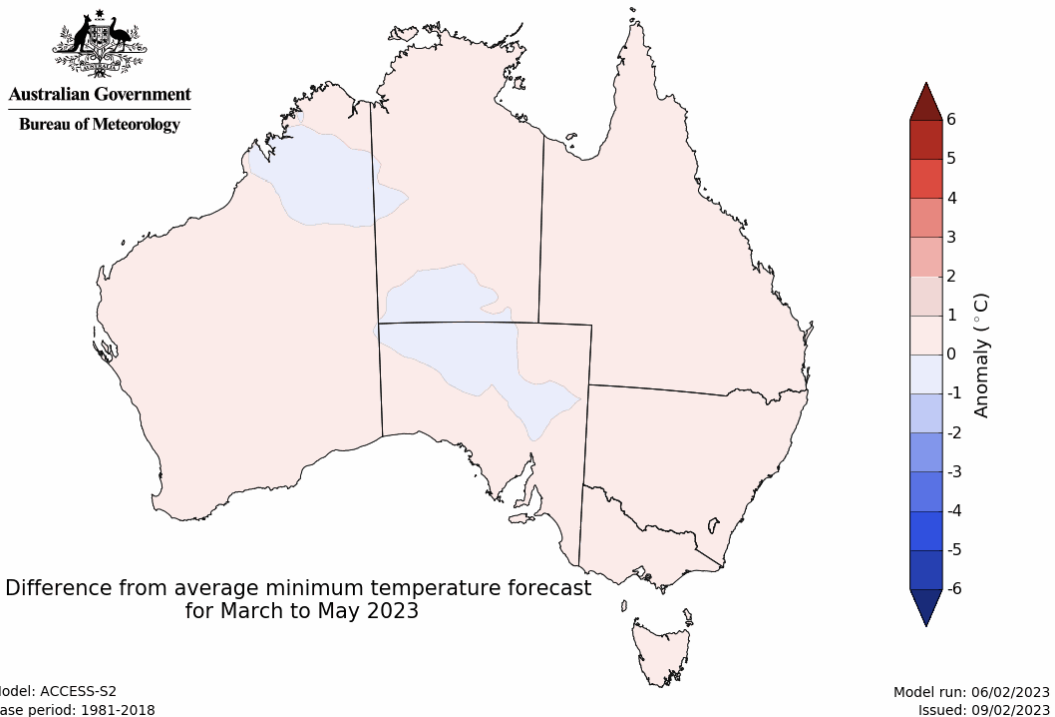 Australian Government
Bureau of Meteorology
6
5
4
3
2
1
0
-1
-2
-3
-4
-5
-6
Anomaly (°C)
Difference from average minimum temperature forecast
for March to May 2023
odel: ACCESS-S2
ase period: 1981-2018
Model run: 06/02/2023
Issued: 09/02/2023